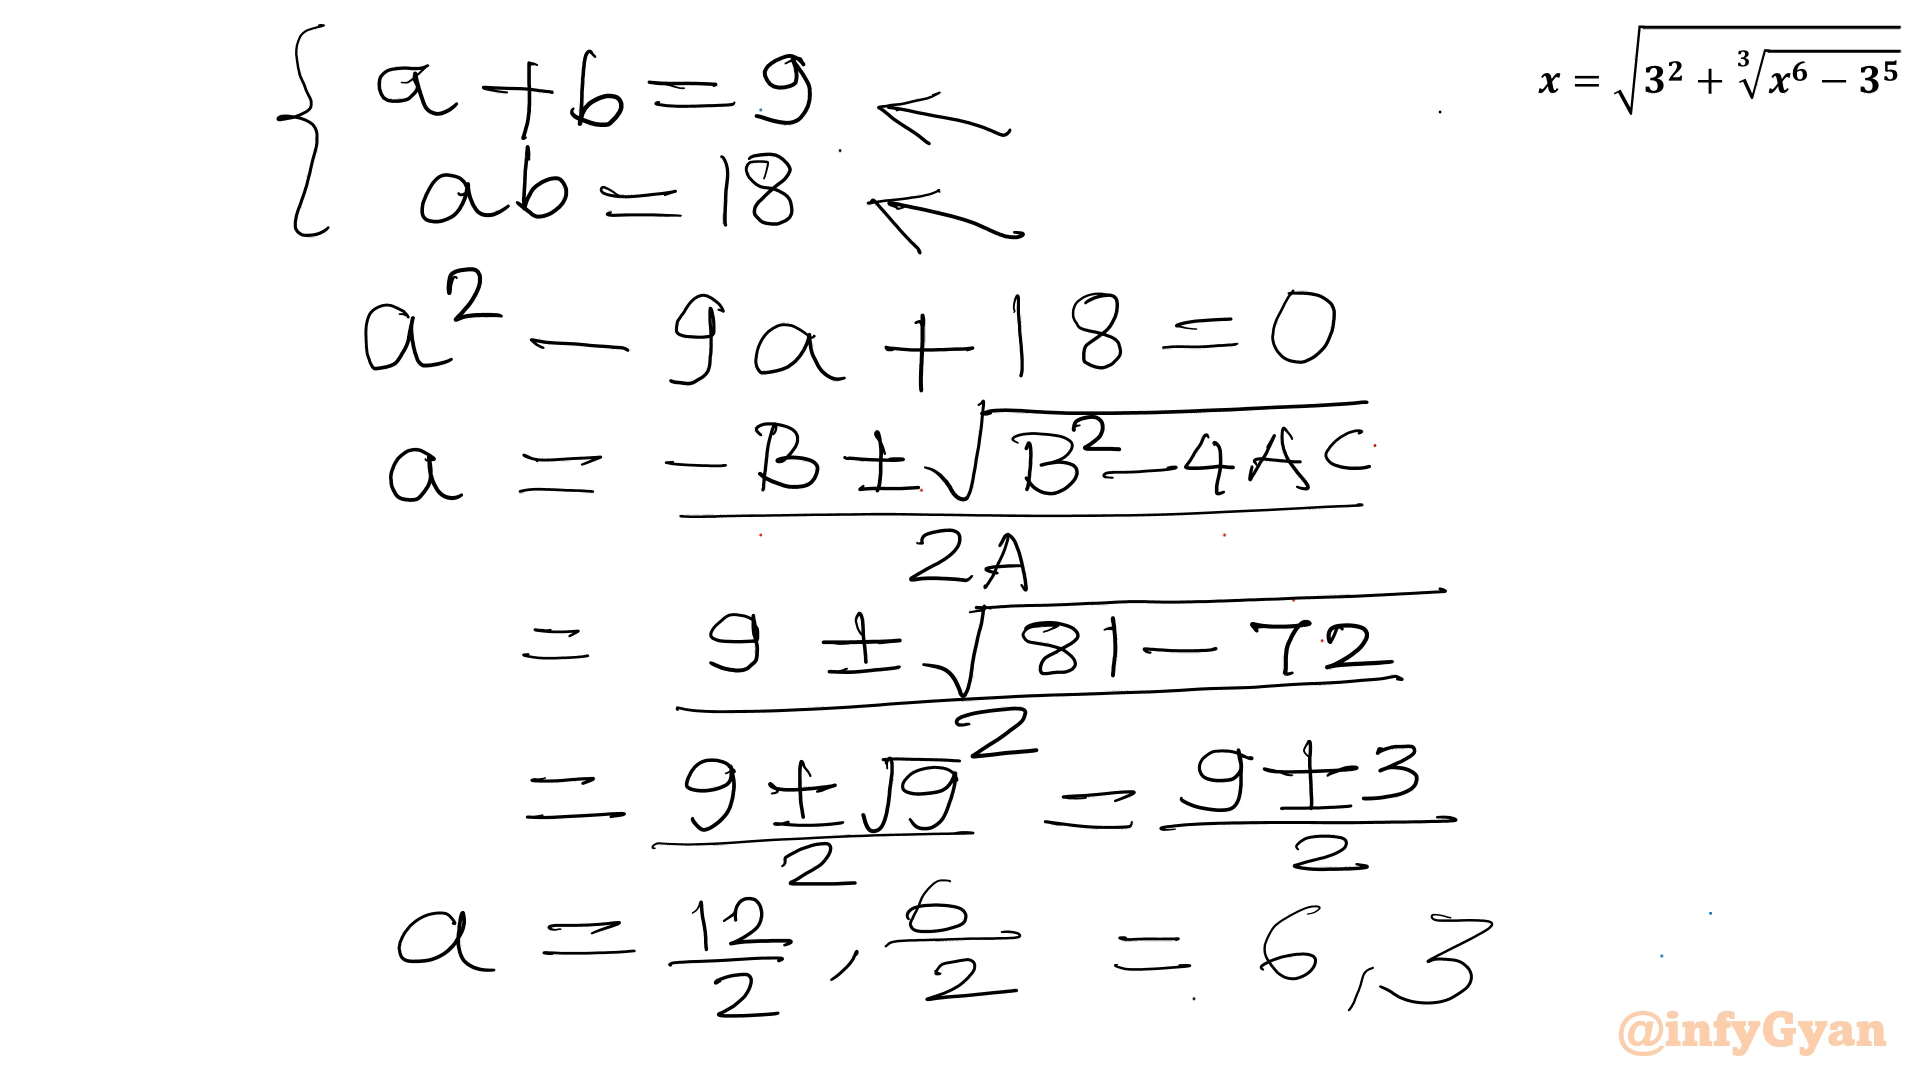 a + b = 9
x = √(3² + ∛(x⁶ − 3⁵))
ab = 18
a² − 9a + 18 = 0
a = (−B ± √(B² − 4AC)) / 2A
= (9 ± √(81 − 72)) / 2
= (9 ± √9) / 2 = (9 ± 3) / 2
a = 12/2 , 6/2 = 6, 3
@infyGyan